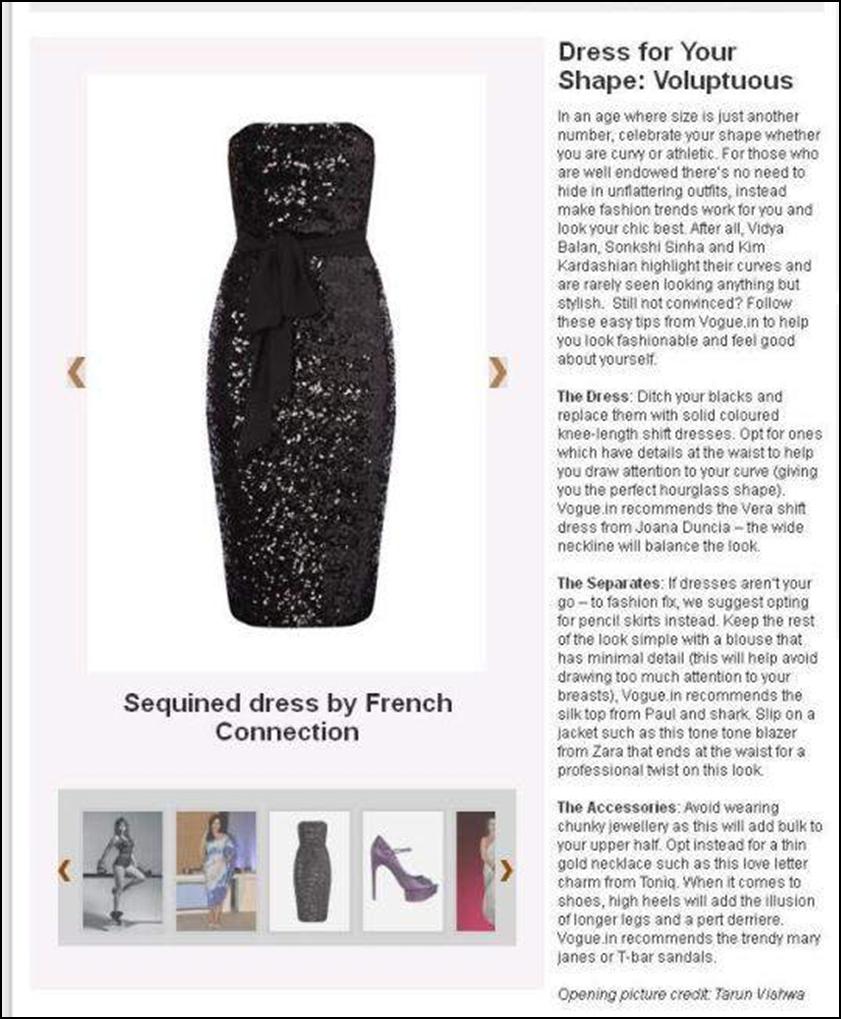 Sequined dress by French
Connection
Dress for Your
Shape: Voluptuous
In an age where size is just another
number, celebrate your shape whether
you are curvy or athletic. For those who
are well endowed there's no need to
hide in unflattering outfits, instead
make fashion trends work for you and
look your chic best. After all, Vidya
Balan, Sonkshi Sinha and Kim
Kardashian highlight their curves and
are rarely seen looking anything but
stylish. Still not convinced? Follow
these easy tips from Vogue.in to help
you look fashionable and feel good
about yourself.
The Dress: Ditch your blacks and
replace them with solid coloured
knee-length shift dresses. Opt for ones
which have details at the waist to help
you draw attention to your curve (giving
you the perfect hourglass shape).
Vogue.in recommends the Vera shift
dress from Joana Duncia – the wide
neckline will balance the look.
The Separates: If dresses aren't your
go – to fashion fix, we suggest opting
for pencil skirts instead. Keep the rest
of the look simple with a blouse that
has minimal detail (this will help avoid
drawing too much attention to your
breasts), Vogue.in recommends the
silk top from Paul and shark. Slip on a
jacket such as this tone tone blazer
from Zara that ends at the waist for a
professional twist on this look.
The Accessories: Avoid wearing
chunky jewellery as this will add bulk to
your upper half. Opt instead for a thin
gold necklace such as this love letter
charm from Toniq. When it comes to
shoes, high heels will add the illusion
of longer legs and a pert derriere.
Vogue.in recommends the trendy mary
janes or T-bar sandals.
Opening picture credit: Tarun Vishwa